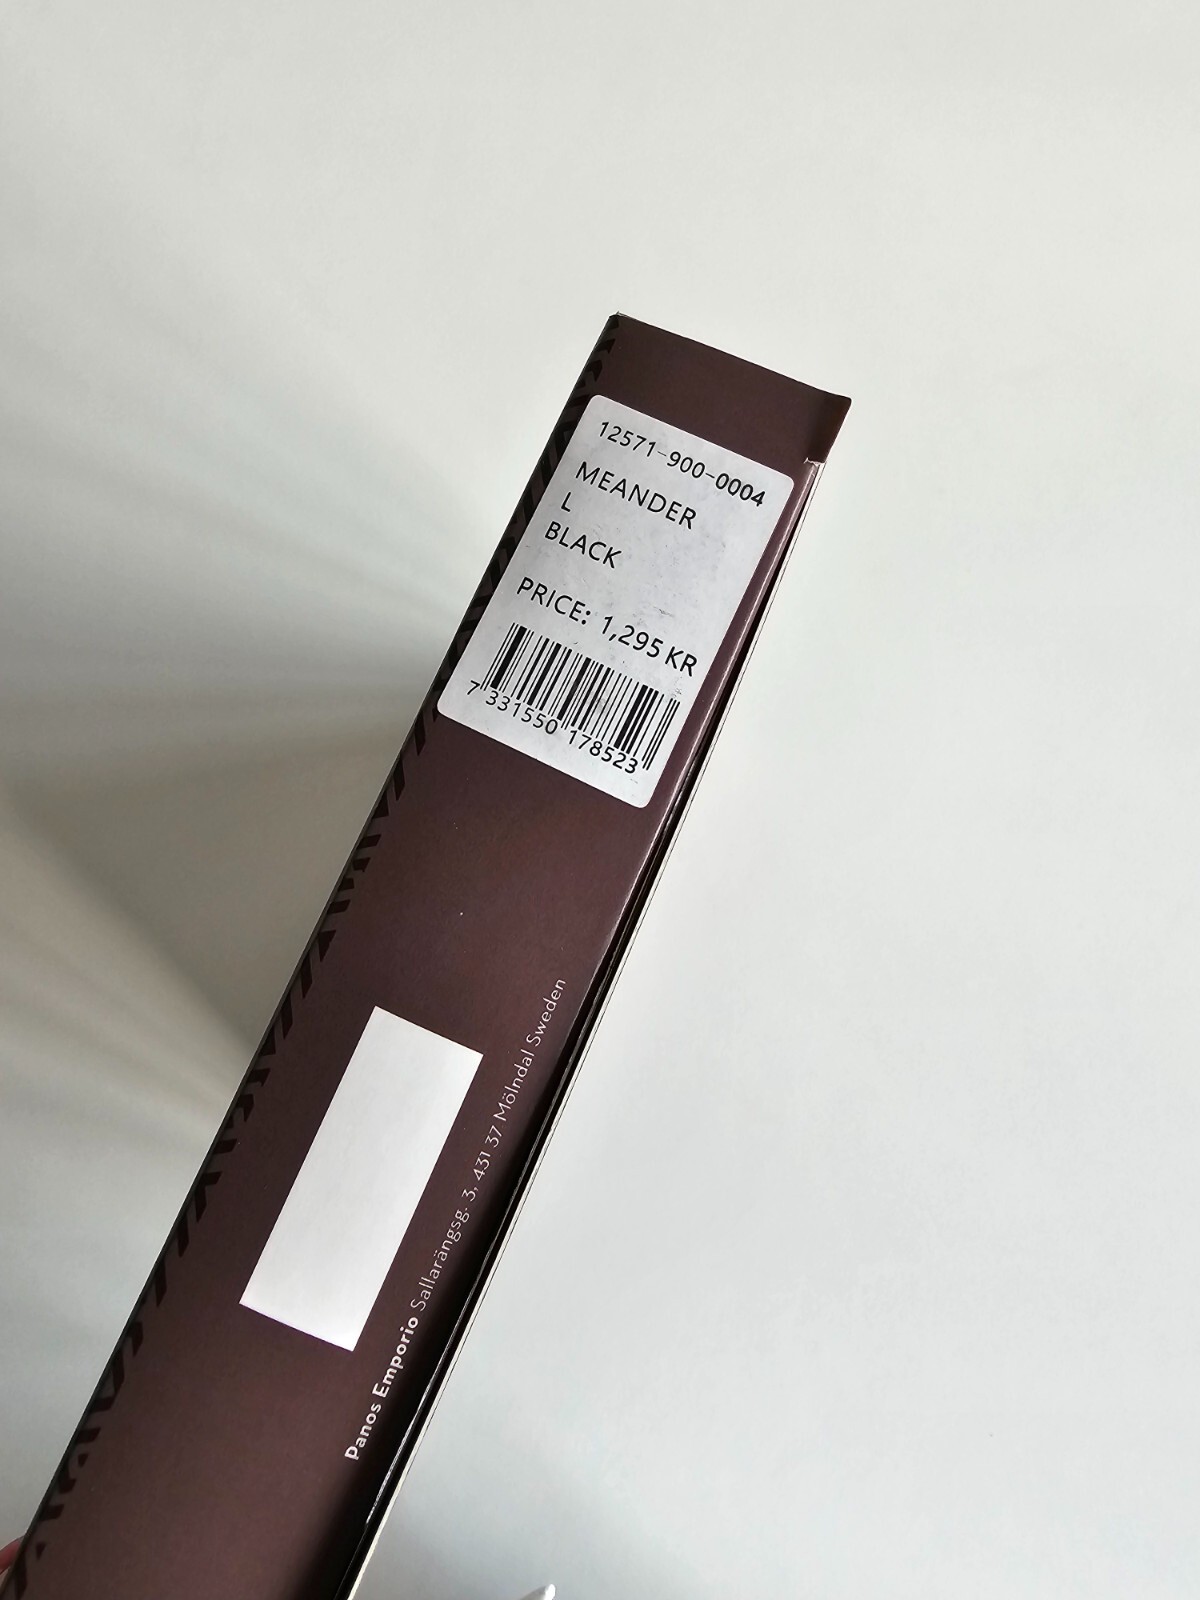 12571-900-0004
MEANDER
L
BLACK
PRICE: 1,295 KR
7 331550 178523
Panos Emporio Sallarängsg. 3, 431 37 Mölndal Sweden